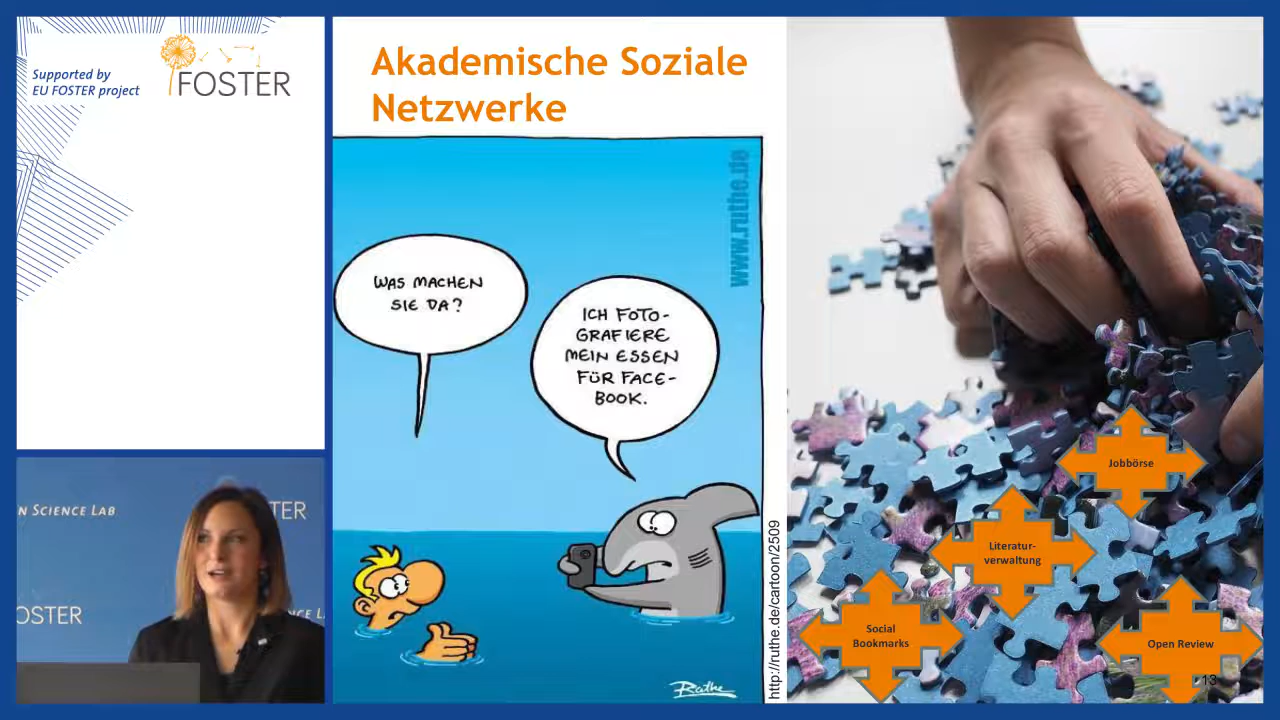 Supported by
EU FOSTER project
FOSTER
Akademische Soziale
Netzwerke
www.ruthe.de
WAS MACHEN
SIE DA?
ICH FOTO-
GRAFIERE
MEIN ESSEN
FÜR FACE-
BOOK.
Ruthe
http://ruthe.de/cartoon/2509
Jobbörse
Literatur-
verwaltung
Social
Bookmarks
Open Review
13
N SCIENCE LAB
TER
OSTER
NCE L